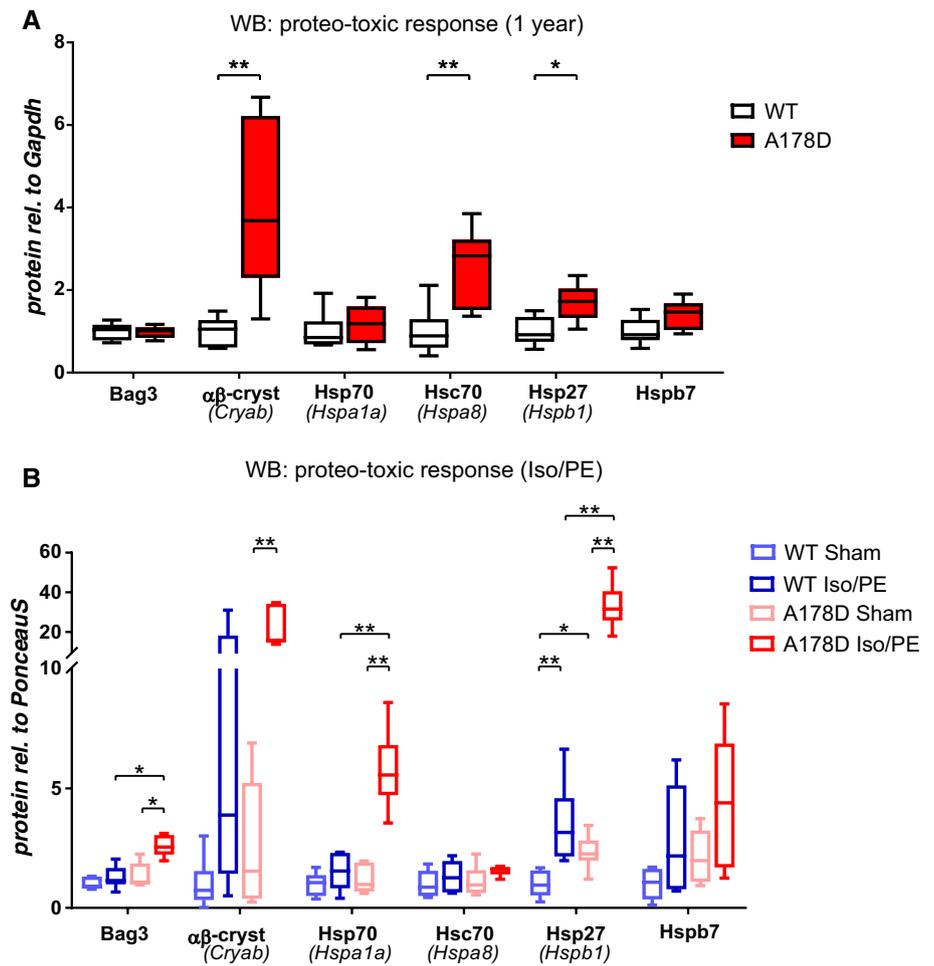 A
WB: proteo-toxic response (1 year)
protein rel. to Gapdh
8
6
4
2
0
** ** *
WT
A178D
Bag3 αβ-cryst Hsp70 Hsc70 Hsp27 Hspb7
(Cryab) (Hspa1a) (Hspa8) (Hspb1)
B
WB: proteo-toxic response (Iso/PE)
protein rel. to PonceauS
60
40
20
10
5
0
**
** **
** *
** **
*
*
WT Sham
WT Iso/PE
A178D Sham
A178D Iso/PE
Bag3 αβ-cryst Hsp70 Hsc70 Hsp27 Hspb7
(Cryab) (Hspa1a) (Hspa8) (Hspb1)